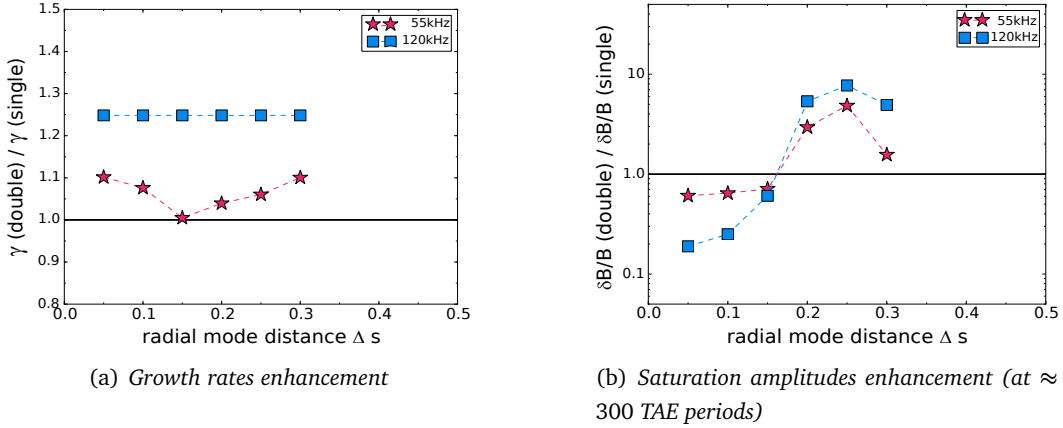 γ (double) / γ (single)
1.5
1.4
1.3
1.2
1.1
1.0
0.9
0.8
0.0
0.1
0.2
0.3
0.4
0.5
radial mode distance Δ s
55kHz
120kHz
(a) Growth rates enhancement
δB/B (double) / δB/B (single)
10
1.0
0.1
0.0
0.1
0.2
0.3
0.4
0.5
radial mode distance Δ s
55kHz
120kHz
(b) Saturation amplitudes enhancement (at ≈
300 TAE periods)